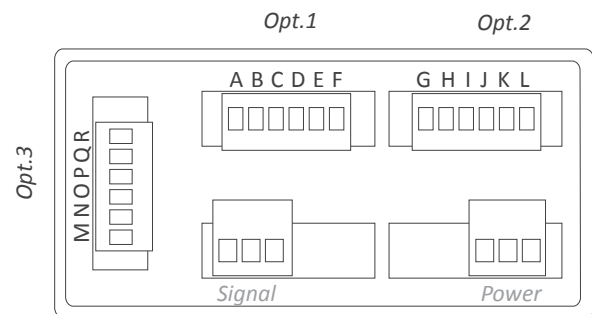 Opt.1
Opt.2
A B C D E F
G H I J K L
Opt.3
M N O P Q R
Signal
Power